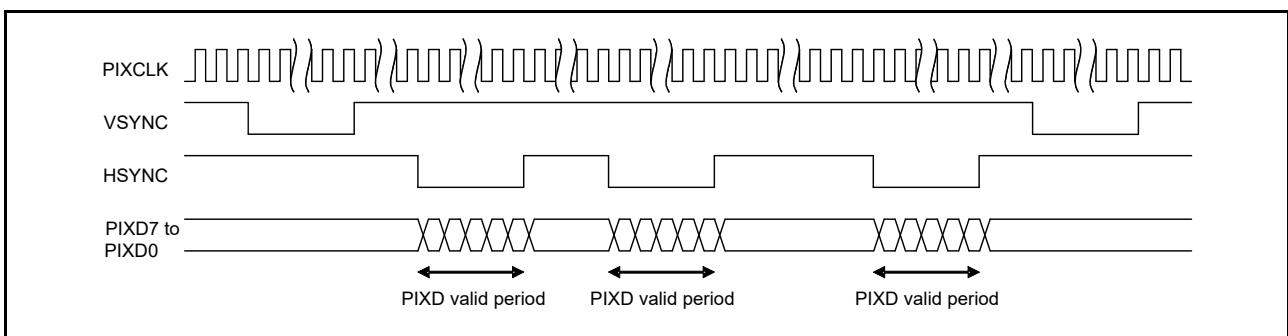 PIXCLK
VSYNC
HSYNC
PIXD7 to
PIXD0
PIXD valid period PIXD valid period PIXD valid period